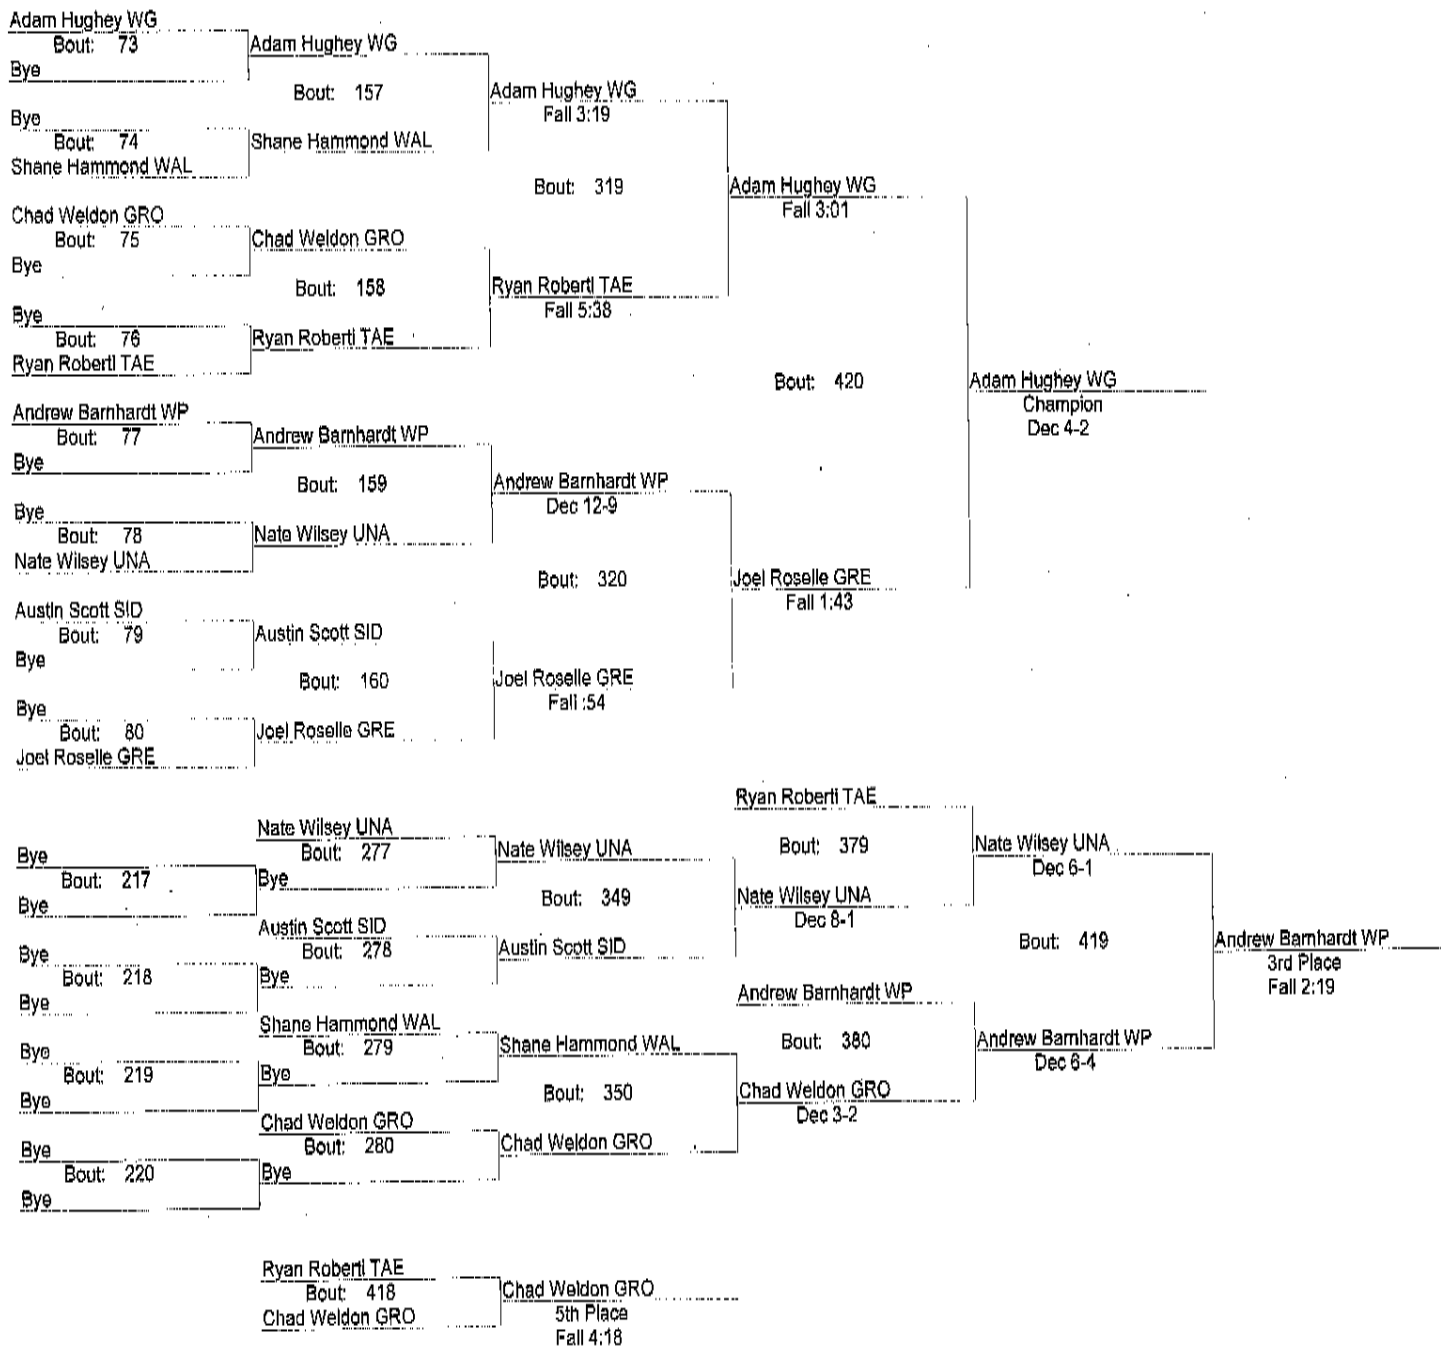 Adam Hughey WG
Bout: 73
Bye
Adam Hughey WG
Bout: 157
Bye
Bout: 74
Shane Hammond WAL
Shane Hammond WAL
Adam Hughey WG
Fall 3:19
Bout: 319
Chad Weldon GRO
Bout: 75
Bye
Chad Weldon GRO
Bout: 158
Bye
Bout: 76
Ryan Roberti TAE
Ryan Roberti TAE
Ryan Roberti TAE
Fall 5:38
Adam Hughey WG
Fall 3:01
Bout: 420
Adam Hughey WG
Champion
Dec 4-2
Andrew Barnhardt WP
Bout: 77
Bye
Andrew Barnhardt WP
Bout: 159
Bye
Bout: 78
Nate Wilsey UNA
Nate Wilsey UNA
Andrew Barnhardt WP
Dec 12-9
Bout: 320
Joel Roselle GRE
Fall 1:43
Austin Scott SID
Bout: 79
Bye
Austin Scott SID
Bout: 160
Bye
Bout: 80
Joel Roselle GRE
Joel Roselle GRE
Joel Roselle GRE
Fall :54
Bye
Bout: 217
Bye
Nate Wilsey UNA
Bout: 277
Bye
Nate Wilsey UNA
Bout: 349
Bye
Bout: 218
Bye
Austin Scott SID
Bout: 278
Bye
Austin Scott SID
Ryan Roberti TAE
Bout: 379
Nate Wilsey UNA
Dec 8-1
Nate Wilsey UNA
Dec 6-1
Bout: 419
Andrew Barnhardt WP
3rd Place
Fall 2:19
Bye
Bout: 219
Bye
Shane Hammond WAL
Bout: 279
Bye
Shane Hammond WAL
Bout: 350
Bye
Bout: 220
Bye
Chad Weldon GRO
Bout: 280
Bye
Chad Weldon GRO
Andrew Barnhardt WP
Bout: 380
Chad Weldon GRO
Dec 3-2
Andrew Barnhardt WP
Dec 6-4
Ryan Roberti TAE
Bout: 418
Chad Weldon GRO
Chad Weldon GRO
5th Place
Fall 4:18